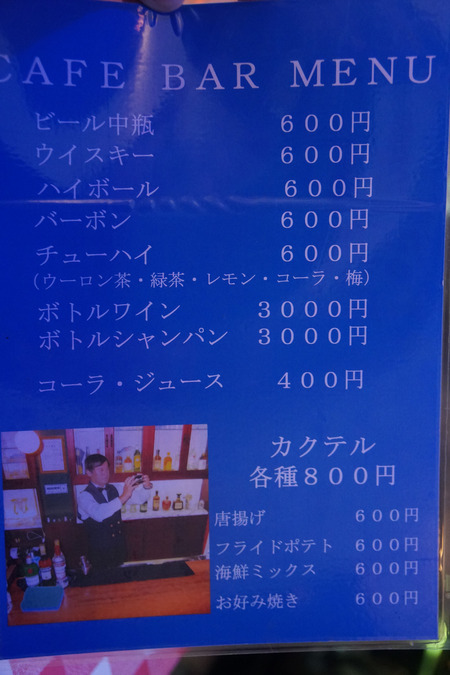 CAFE BAR MENU
ビール中瓶 ６００円
ウイスキー ６００円
ハイボール ６００円
バーボン ６００円
チューハイ ６００円
（ウーロン茶・緑茶・レモン・コーラ・梅）
ボトルワイン ３０００円
ボトルシャンパン ３０００円
コーラ・ジュース ４００円
カクテル
各種８００円
唐揚げ ６００円
フライドポテト ６００円
海鮮ミックス ６００円
お好み焼き ６００円